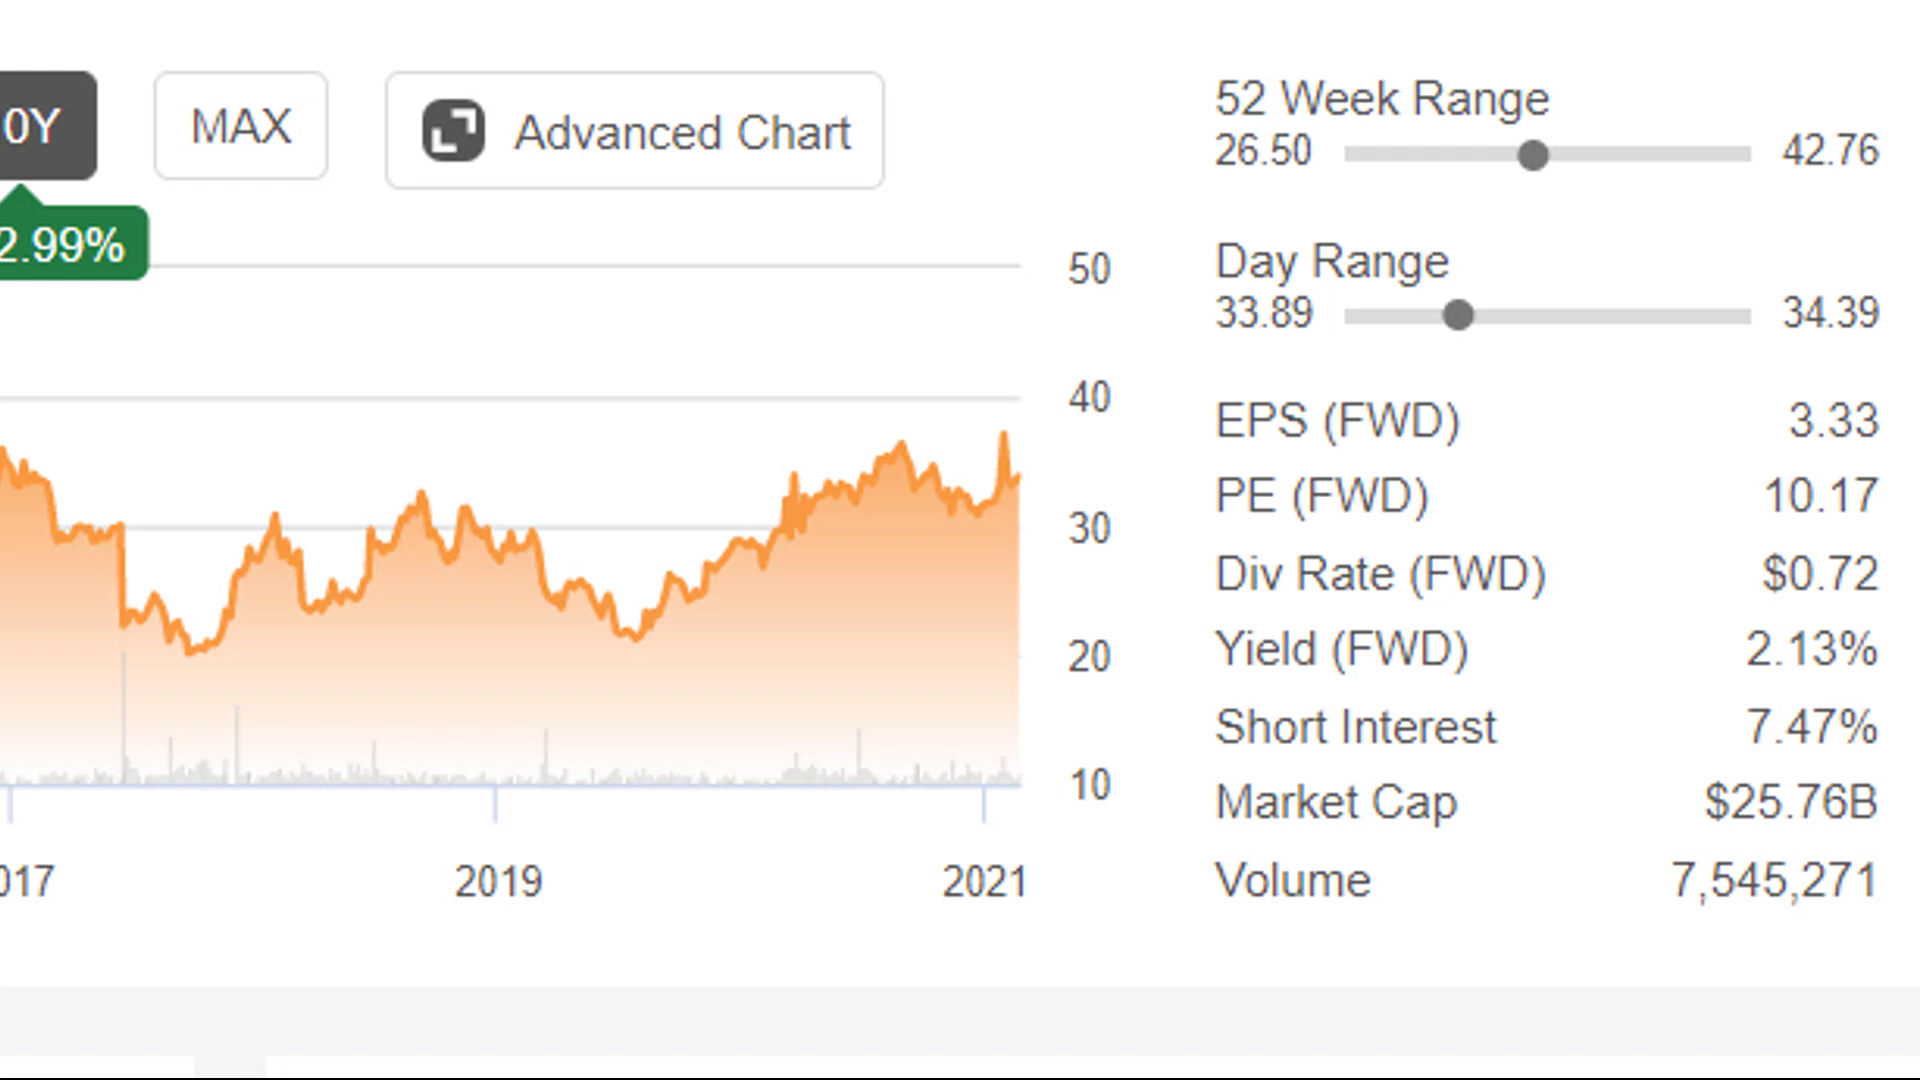 0Y
MAX
Advanced Chart
2.99%
50
40
30
20
10
017
2019
2021
52 Week Range
26.50 42.76
Day Range
33.89 34.39
EPS (FWD) 3.33
PE (FWD) 10.17
Div Rate (FWD) $0.72
Yield (FWD) 2.13%
Short Interest 7.47%
Market Cap $25.76B
Volume 7,545,271